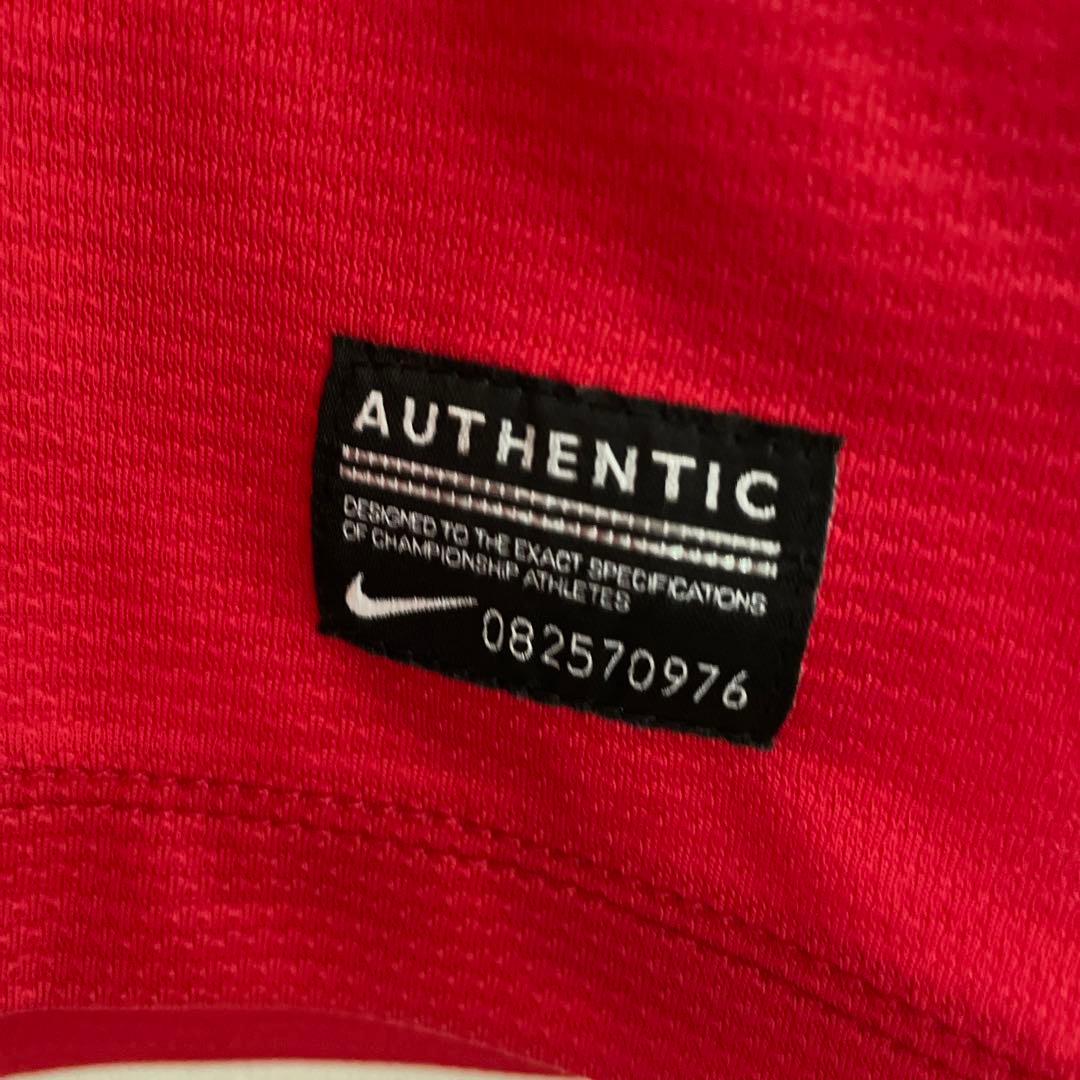 AUTHENTIC
DESIGNED TO THE EXACT SPECIFICATIONS
OF CHAMPIONSHIP ATHLETES
082570976